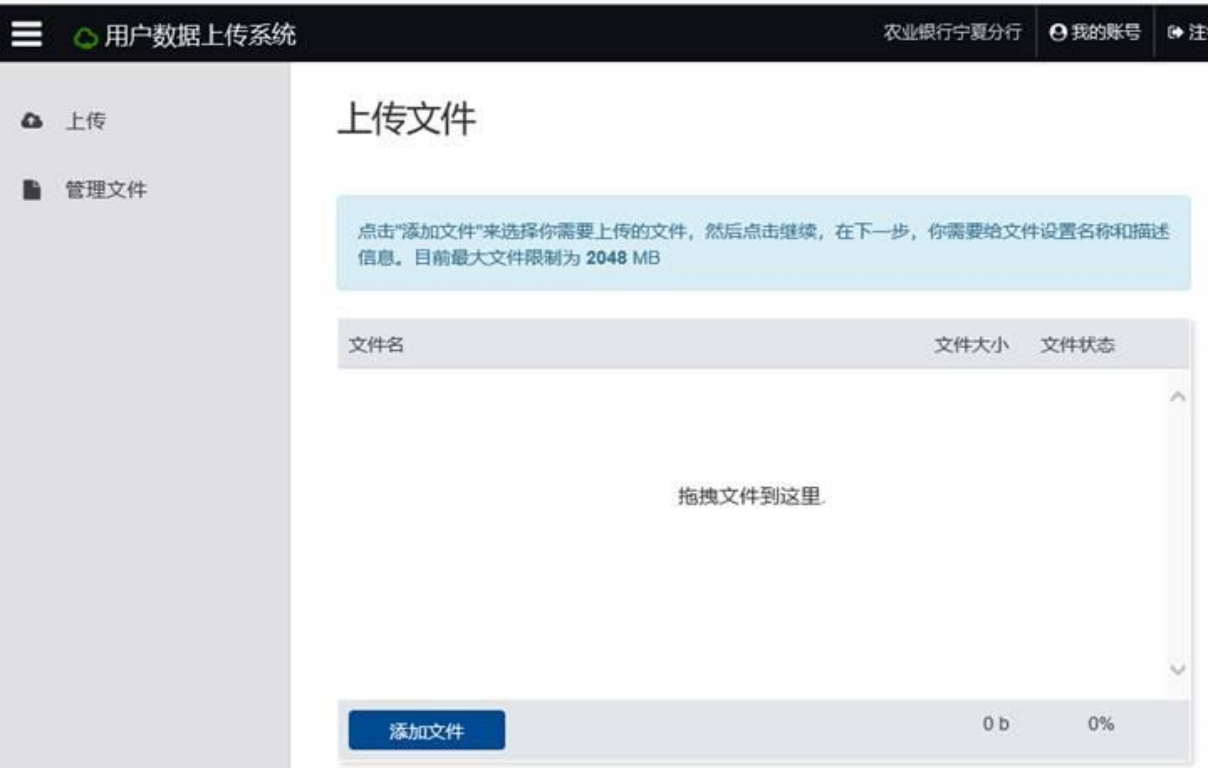 用户数据上传系统
农业银行宁夏分行 我的账号 注
上传
管理文件
上传文件
点击"添加文件"来选择你需要上传的文件，然后点击继续，在下一步，你需要给文件设置名称和描述
信息。目前最大文件限制为 2048 MB
文件名 文件大小 文件状态
拖拽文件到这里.
添加文件 0 b 0%